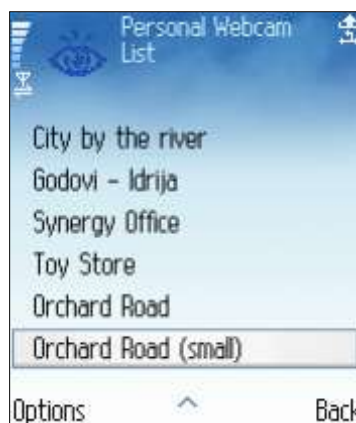 Personal Webcam
List
City by the river
Godovi - Idrija
Synergy Office
Toy Store
Orchard Road
Orchard Road (small)
Options
Back